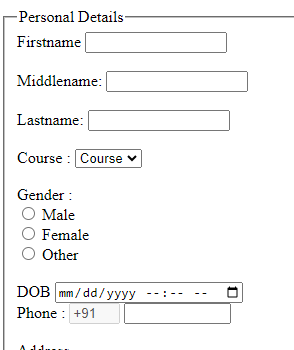 Personal Details
Firstname
Middlename:
Lastname:
Course : Course
Gender :
Male
Female
Other
DOB mm/dd/yyyy --:-- --
Phone : +91